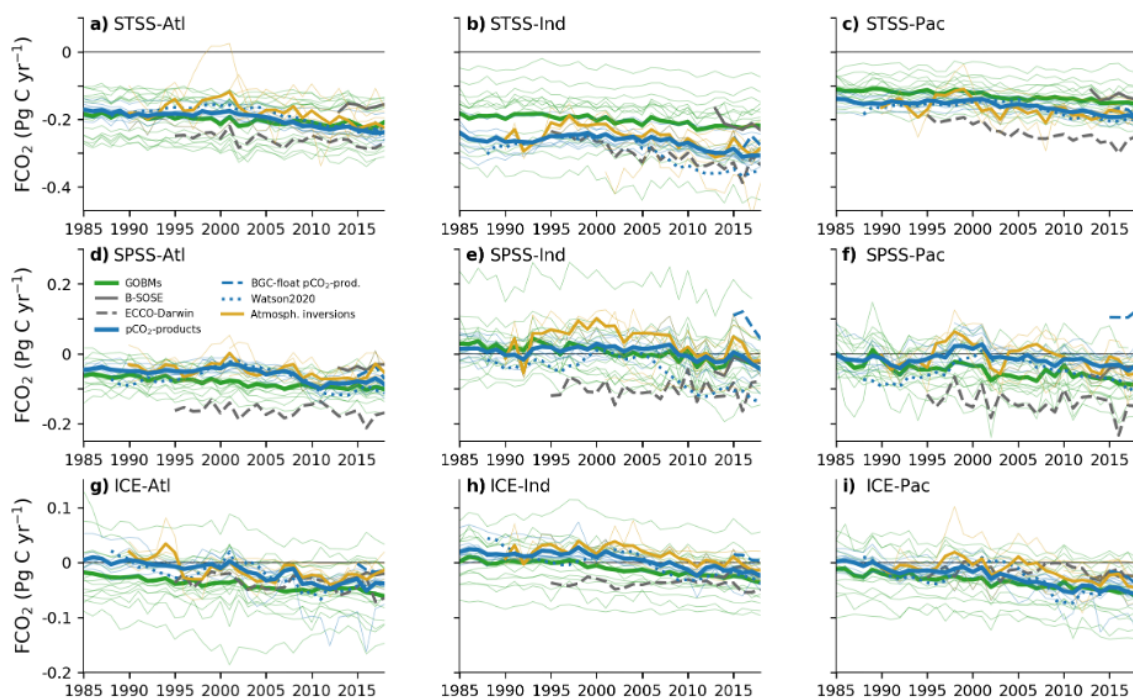 a) STSS-Atl
b) STSS-Ind
c) STSS-Pac
FCO₂ (Pg C yr⁻¹)
0
-0.2
-0.4
1985 1990 1995 2000 2005 2010 2015
1985 1990 1995 2000 2005 2010 2015
1985 1990 1995 2000 2005 2010 2015
d) SPSS-Atl
e) SPSS-Ind
f) SPSS-Pac
FCO₂ (Pg C yr⁻¹)
0.2
0
-0.2
GOBMs
B-SOSE
ECCO-Darwin
pCO₂-products
BGC-float pCO₂-prod.
Watson2020
Atmosph. inversions
1985 1990 1995 2000 2005 2010 2015
1985 1990 1995 2000 2005 2010 2015
1985 1990 1995 2000 2005 2010 2015
g) ICE-Atl
h) ICE-Ind
i) ICE-Pac
FCO₂ (Pg C yr⁻¹)
0.1
0
-0.1
-0.2
1985 1990 1995 2000 2005 2010 2015
1985 1990 1995 2000 2005 2010 2015
1985 1990 1995 2000 2005 2010 2015